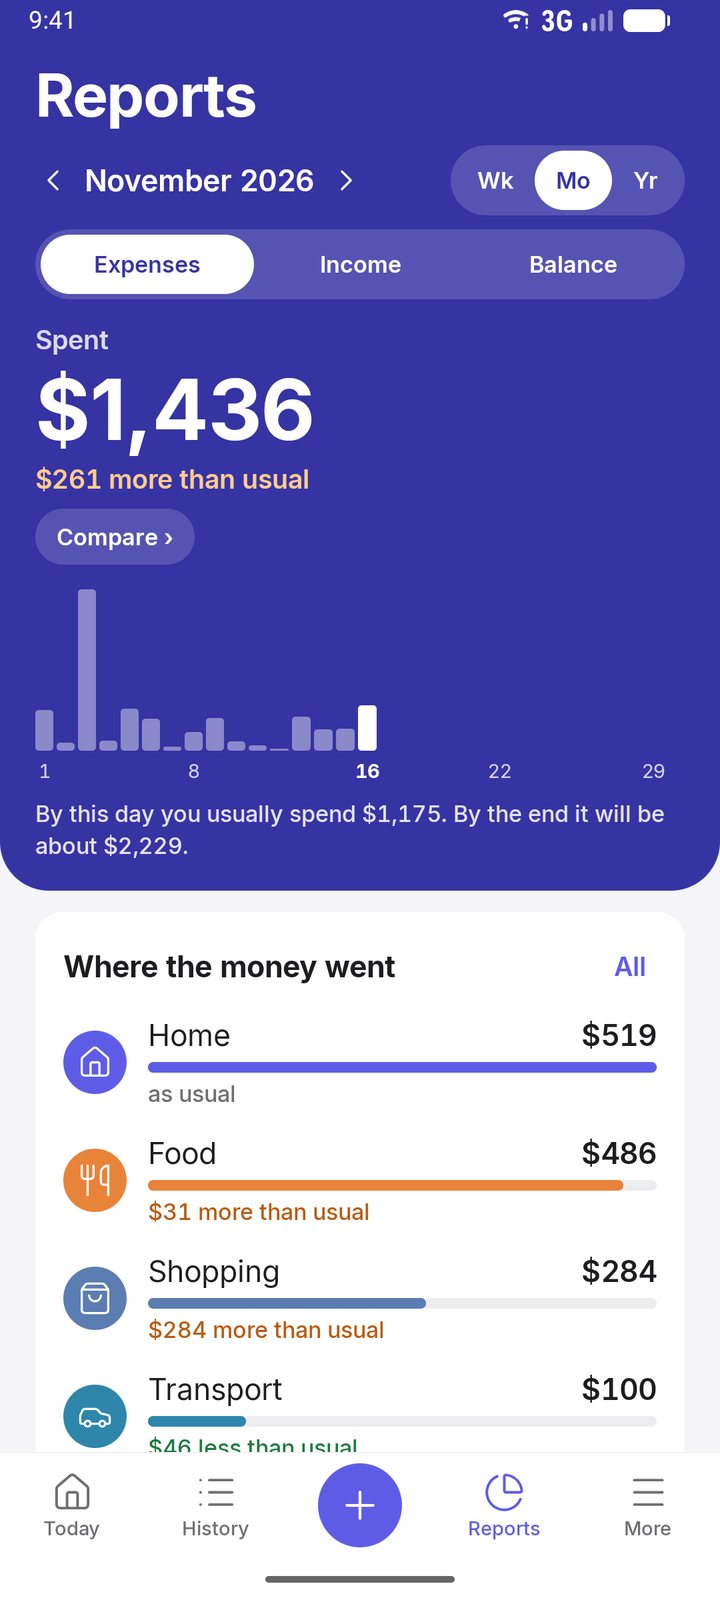 9:41
3G
Reports
November 2026
Wk Mo Yr
Expenses Income Balance
Spent
$1,436
$261 more than usual
Compare ›
1 8 16 22 29
By this day you usually spend $1,175. By the end it will be
about $2,229.
Where the money went All
Home $519
as usual
Food $486
$31 more than usual
Shopping $284
$284 more than usual
Transport $100
$46 less than usual
Today History Reports More